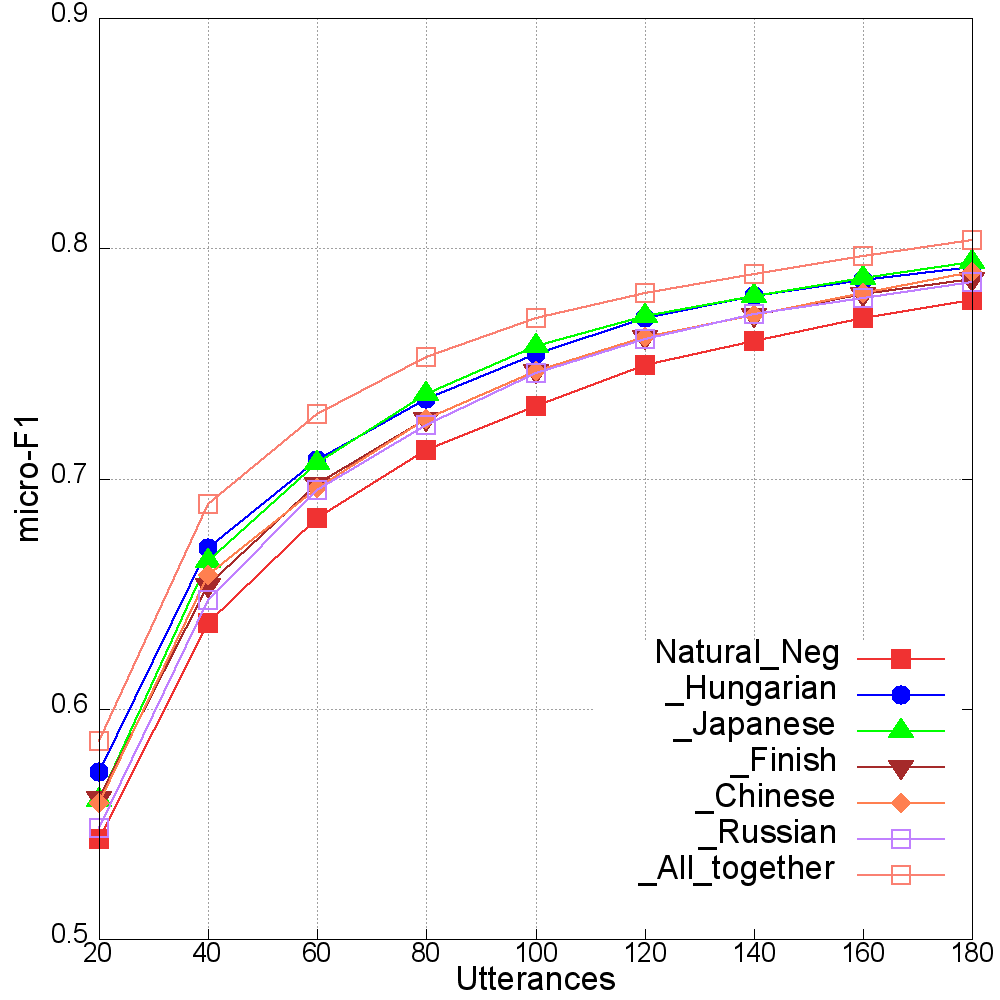 0.9
0.8
0.7
0.6
0.5
micro-F1
20 40 60 80 100 120 140 160 180
Utterances
Natural_Neg
_Hungarian
_Japanese
_Finish
_Chinese
_Russian
_All_together